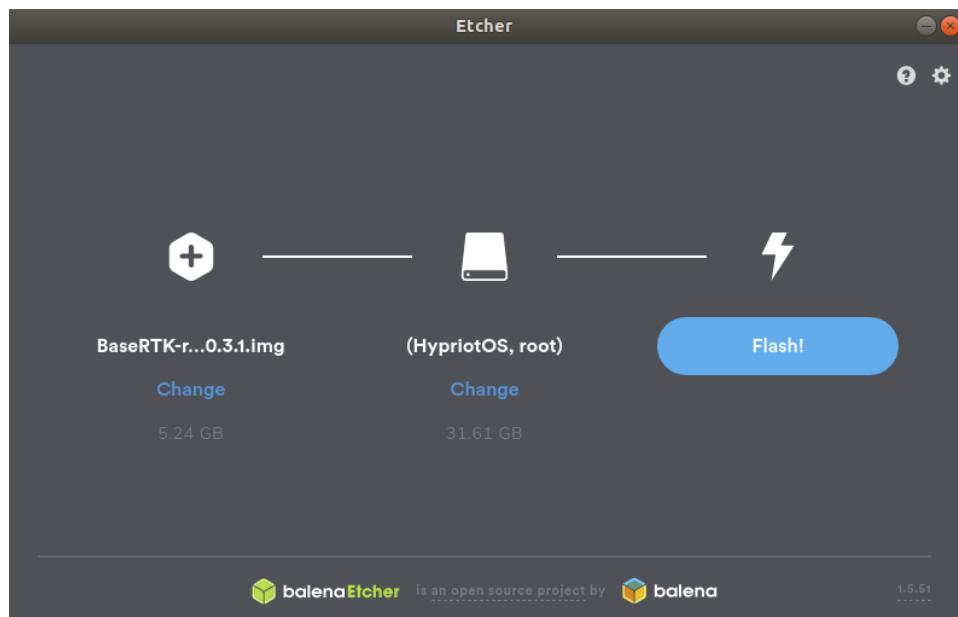 Etcher
BaseRTK-r...0.3.1.img
(HypriotOS, root)
Flash!
Change
Change
5.24 GB
31.61 GB
balenaEtcher is an open source project by balena
1.5.51